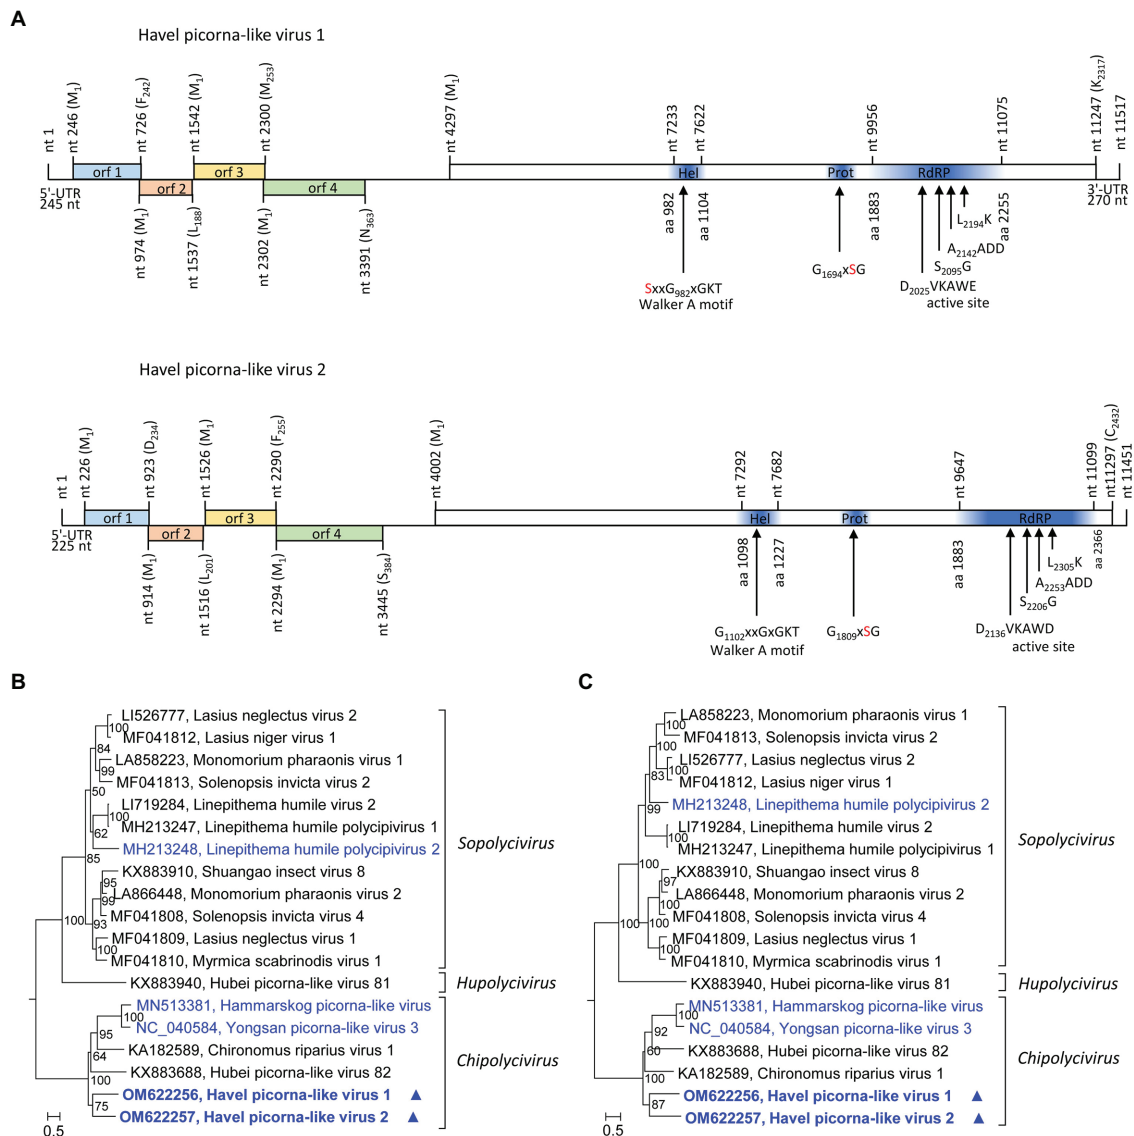 A
Havel picorna-like virus 1
nt 1
nt 246 (M1)
nt 726 (F242)
nt 1542 (M1)
nt 2300 (M253)
nt 4297 (M1)
nt 7233
nt 7622
nt 9956
nt 11075
nt 11247 (K2317)
nt 11517
orf 1
orf 2
orf 3
orf 4
Hel
Prot
RdRP
5'-UTR
245 nt
3'-UTR
270 nt
nt 974 (M1)
nt 1537 (L188)
nt 2302 (M1)
nt 3391 (N363)
aa 982
aa 1104
aa 1883
aa 2255
SxxG982xGKT
Walker A motif
G1694xSG
L2194K
A2142ADD
S2095G
D2025VKAWE
active site
Havel picorna-like virus 2
nt 1
nt 226 (M1)
nt 923 (D234)
nt 1526 (M1)
nt 2290 (F255)
nt 4002 (M1)
nt 7292
nt 7682
nt 9647
nt 11099
nt11297 (C2432)
nt 11451
orf 1
orf 2
orf 3
orf 4
Hel
Prot
RdRP
5'-UTR
225 nt
nt 914 (M1)
nt 1516 (L201)
nt 2294 (M1)
nt 3445 (S384)
aa 1098
aa 1227
aa 1883
aa 2366
G1102xxGxGKT
Walker A motif
G1809xSG
L2305K
A2253ADD
S2206G
D2136VKAWD
active site
B
LI526777, Lasius neglectus virus 2
100
MF041812, Lasius niger virus 1
84
LA858223, Monomorium pharaonis virus 1
99
MF041813, Solenopsis invicta virus 2
50
LI719284, Linepithema humile virus 2
100
MH213247, Linepithema humile polycipivirus 1
62
MH213248, Linepithema humile polycipivirus 2
85
KX883910, Shuangao insect virus 8
95
LA866448, Monomorium pharaonis virus 2
99
MF041808, Solenopsis invicta virus 4
93
100
MF041809, Lasius neglectus virus 1
100
MF041810, Myrmica scabrinodis virus 1
KX883940, Hubei picorna-like virus 81
MN513381, Hammarskog picorna-like virus
100
NC_040584, Yongsan picorna-like virus 3
95
KA182589, Chironomus riparius virus 1
64
KX883688, Hubei picorna-like virus 82
100
OM622256, Havel picorna-like virus 1
75
OM622257, Havel picorna-like virus 2
Sopolycivirus
Hupolycivirus
Chipolycivirus
0.5
C
LA858223, Monomorium pharaonis virus 1
100
MF041813, Solenopsis invicta virus 2
100
LI526777, Lasius neglectus virus 2
100
83
MF041812, Lasius niger virus 1
MH213248, Linepithema humile polycipivirus 2
99
LI719284, Linepithema humile virus 2
100
MH213247, Linepithema humile polycipivirus 1
100
KX883910, Shuangao insect virus 8
97
LA866448, Monomorium pharaonis virus 2
100
MF041808, Solenopsis invicta virus 4
100
100
MF041809, Lasius neglectus virus 1
100
MF041810, Myrmica scabrinodis virus 1
KX883940, Hubei picorna-like virus 81
MN513381, Hammarskog picorna-like virus
100
NC_040584, Yongsan picorna-like virus 3
92
KX883688, Hubei picorna-like virus 82
60
KA182589, Chironomus riparius virus 1
100
OM622256, Havel picorna-like virus 1
87
OM622257, Havel picorna-like virus 2
Sopolycivirus
Hupolycivirus
Chipolycivirus
0.5